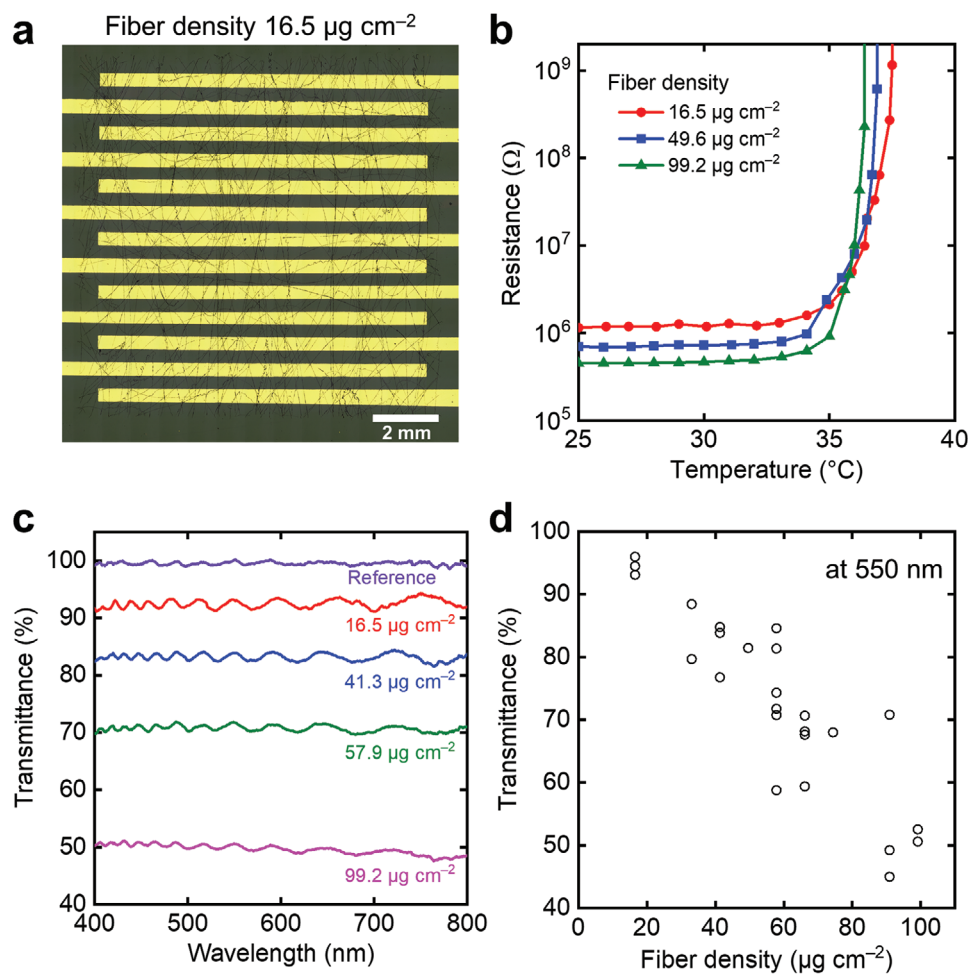 a
Fiber density 16.5 µg cm⁻²
2 mm
b
Resistance (Ω)
10⁹
10⁸
10⁷
10⁶
10⁵
Fiber density
16.5 µg cm⁻²
49.6 µg cm⁻²
99.2 µg cm⁻²
25 30 35 40
Temperature (°C)
c
Transmittance (%)
100
90
80
70
60
50
40
Reference
16.5 µg cm⁻²
41.3 µg cm⁻²
57.9 µg cm⁻²
99.2 µg cm⁻²
400 500 600 700 800
Wavelength (nm)
d
Transmittance (%)
100
90
80
70
60
50
40
at 550 nm
0 20 40 60 80 100
Fiber density (µg cm⁻²)